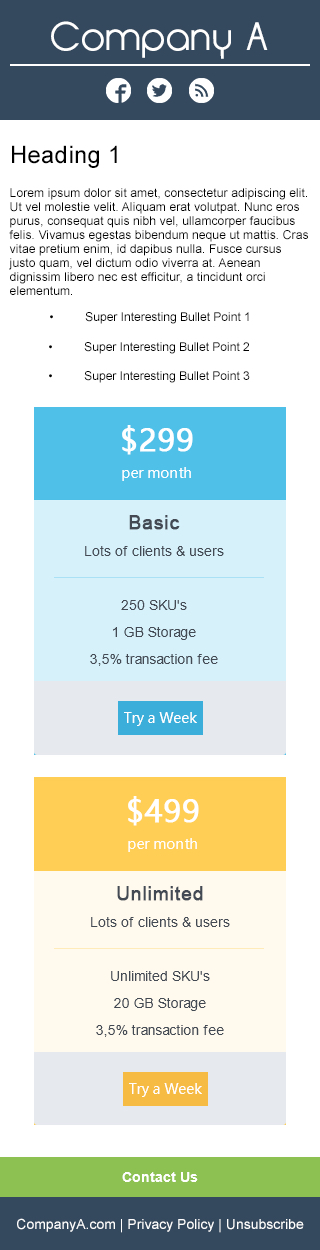 Company A
Heading 1
Lorem ipsum dolor sit amet, consectetur adipiscing elit.
Ut vel molestie velit. Aliquam erat volutpat. Nunc eros
purus, consequat quis nibh vel, ullamcorper faucibus
felis. Vivamus egestas bibendum neque ut mattis. Cras
vitae pretium enim, id dapibus nulla. Fusce cursus
justo quam, vel dictum odio viverra at. Aenean
dignissim libero nec est efficitur, a tincidunt orci
elementum.
• Super Interesting Bullet Point 1
• Super Interesting Bullet Point 2
• Super Interesting Bullet Point 3
$299
per month
Basic
Lots of clients & users
250 SKU's
1 GB Storage
3,5% transaction fee
Try a Week
$499
per month
Unlimited
Lots of clients & users
Unlimited SKU's
20 GB Storage
3,5% transaction fee
Try a Week
Contact Us
CompanyA.com | Privacy Policy | Unsubscribe